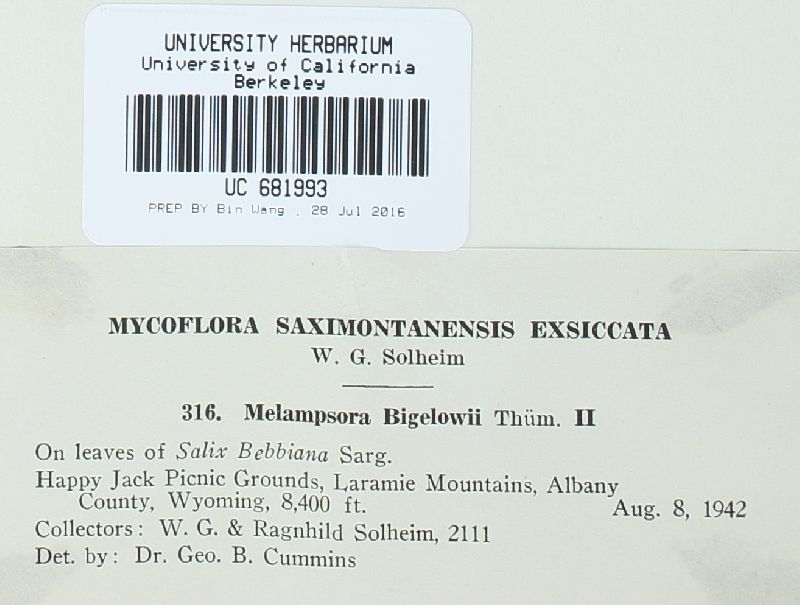 UNIVERSITY HERBARIUM
University of California
Berkeley
UC 681993
PREP BY Bin Wang , 28 Jul 2016
MYCOFLORA SAXIMONTANENSIS EXSICCATA
W. G. Solheim
316. Melampsora Bigelowii Thüm. II
On leaves of Salix Bebbiana Sarg.
Happy Jack Picnic Grounds, Laramie Mountains, Albany
County, Wyoming, 8,400 ft. Aug. 8, 1942
Collectors: W. G. & Ragnhild Solheim, 2111
Det. by: Dr. Geo. B. Cummins